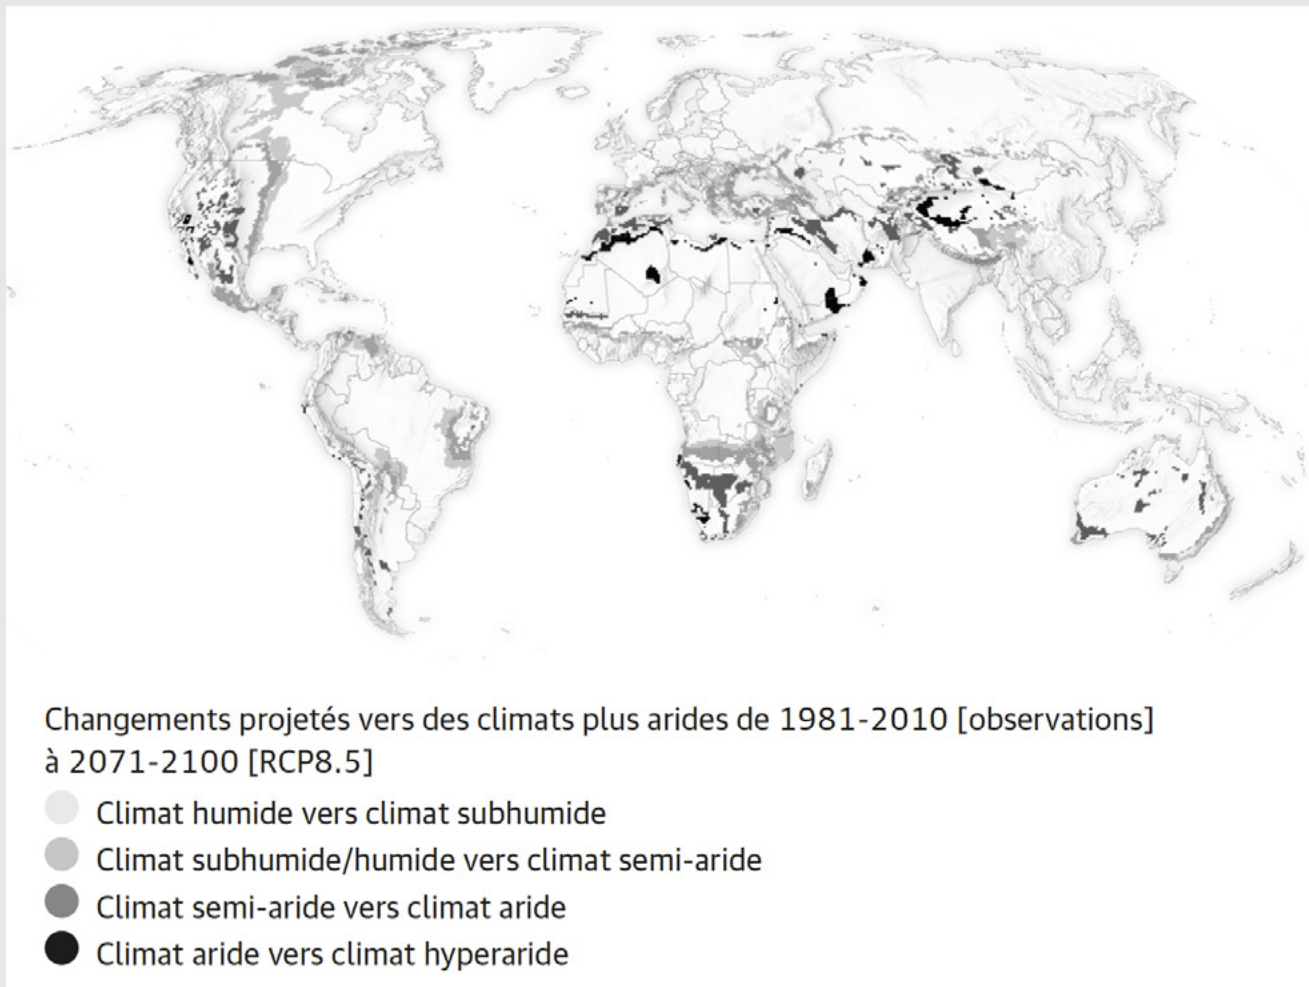 Changements projetés vers des climats plus arides de 1981-2010 [observations]
à 2071-2100 [RCP8.5]
Climat humide vers climat subhumide
Climat subhumide/humide vers climat semi-aride
Climat semi-aride vers climat aride
Climat aride vers climat hyperaride